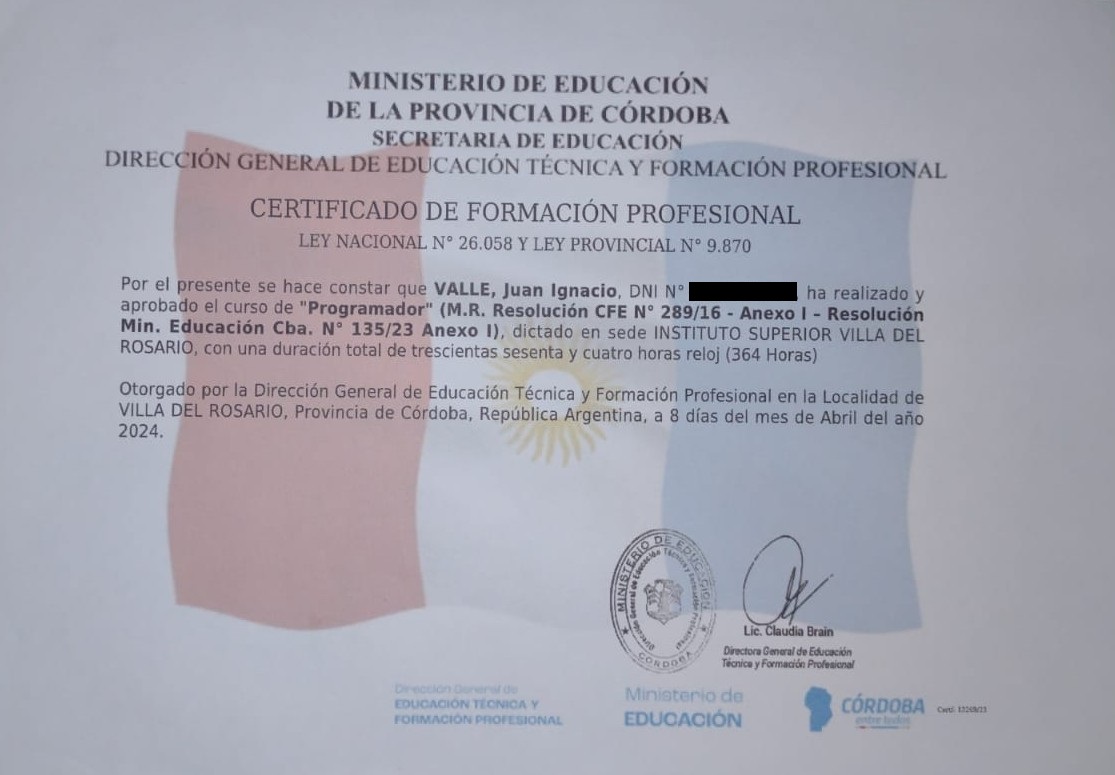 MINISTERIO DE EDUCACIÓN
DE LA PROVINCIA DE CÓRDOBA
SECRETARIA DE EDUCACIÓN
DIRECCIÓN GENERAL DE EDUCACIÓN TÉCNICA Y FORMACIÓN PROFESIONAL
CERTIFICADO DE FORMACIÓN PROFESIONAL
LEY NACIONAL N° 26.058 Y LEY PROVINCIAL N° 9.870
Por el presente se hace constar que VALLE, Juan Ignacio, DNI N° ha realizado y
aprobado el curso de "Programador" (M.R. Resolución CFE N° 289/16 - Anexo I – Resolución
Min. Educación Cba. N° 135/23 Anexo I), dictado en sede INSTITUTO SUPERIOR VILLA DEL
ROSARIO, con una duración total de trescientas sesenta y cuatro horas reloj (364 Horas)
Otorgado por la Dirección General de Educación Técnica y Formación Profesional en la Localidad de
VILLA DEL ROSARIO, Provincia de Córdoba, República Argentina, a 8 días del mes de Abril del año
2024.
MINISTERIO DE EDUCACIÓN
Dirección General de Educación Técnica y Formación Profesional
CÓRDOBA
Lic. Claudia Brain
Directora General de Educación
Técnica y Formación Profesional
Dirección General de
EDUCACIÓN TÉCNICA Y
FORMACIÓN PROFESIONAL
Ministerio de
EDUCACIÓN
CÓRDOBA
entre todos